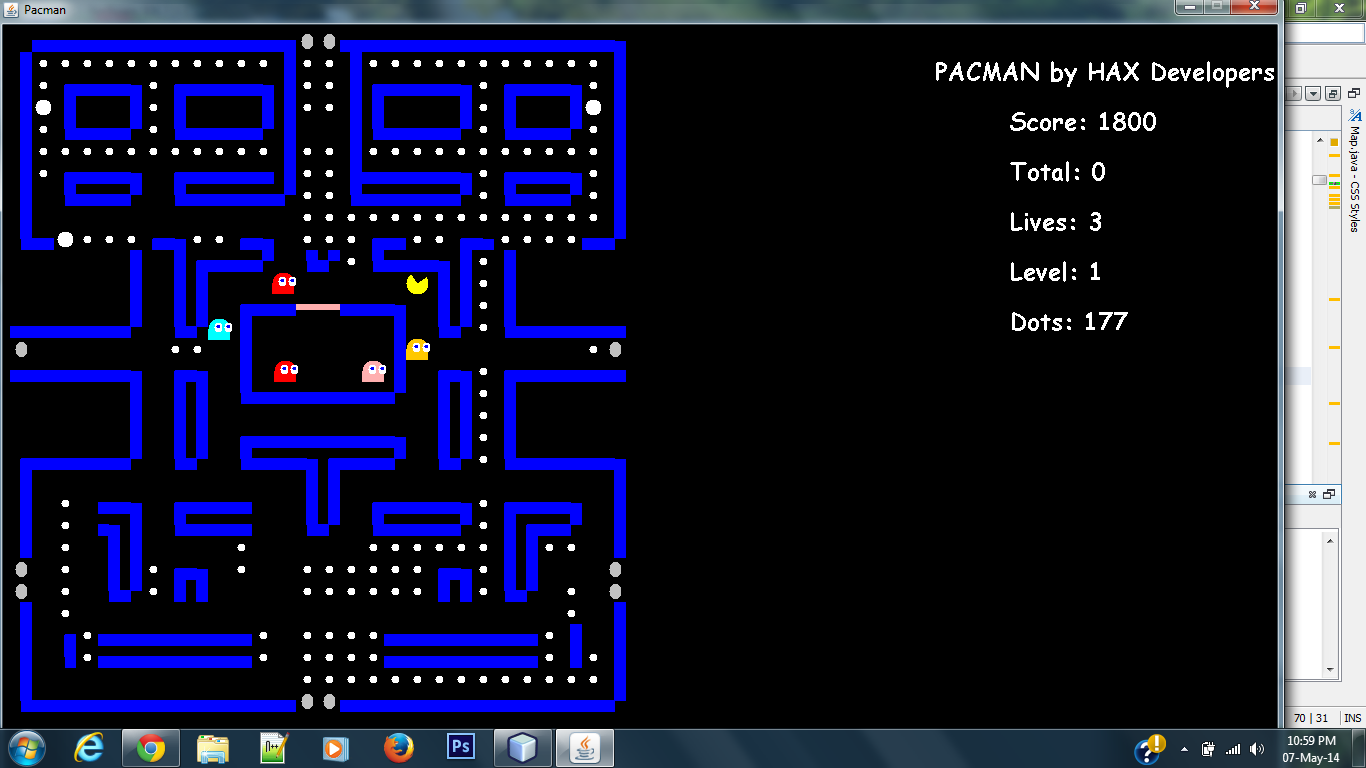 Pacman
PACMAN by HAX Developers
Score: 1800
Total: 0
Lives: 3
Level: 1
Dots: 177
Map.java - CSS Styles
70 | 31
INS
Ps
10:59 PM
07-May-14